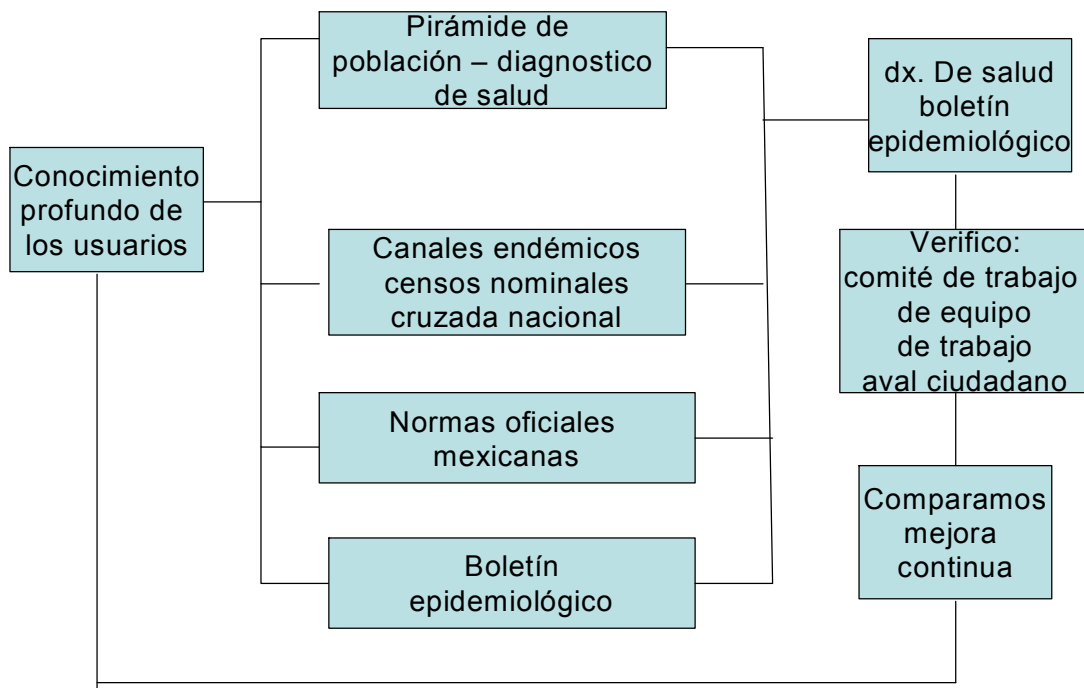 Conocimiento
profundo de
los usuarios
Pirámide de
población – diagnostico
de salud
Canales endémicos
censos nominales
cruzada nacional
Normas oficiales
mexicanas
Boletín
epidemiológico
dx. De salud
boletín
epidemiológico
Verifico:
comité de trabajo
de equipo
de trabajo
aval ciudadano
Comparamos
mejora
continua